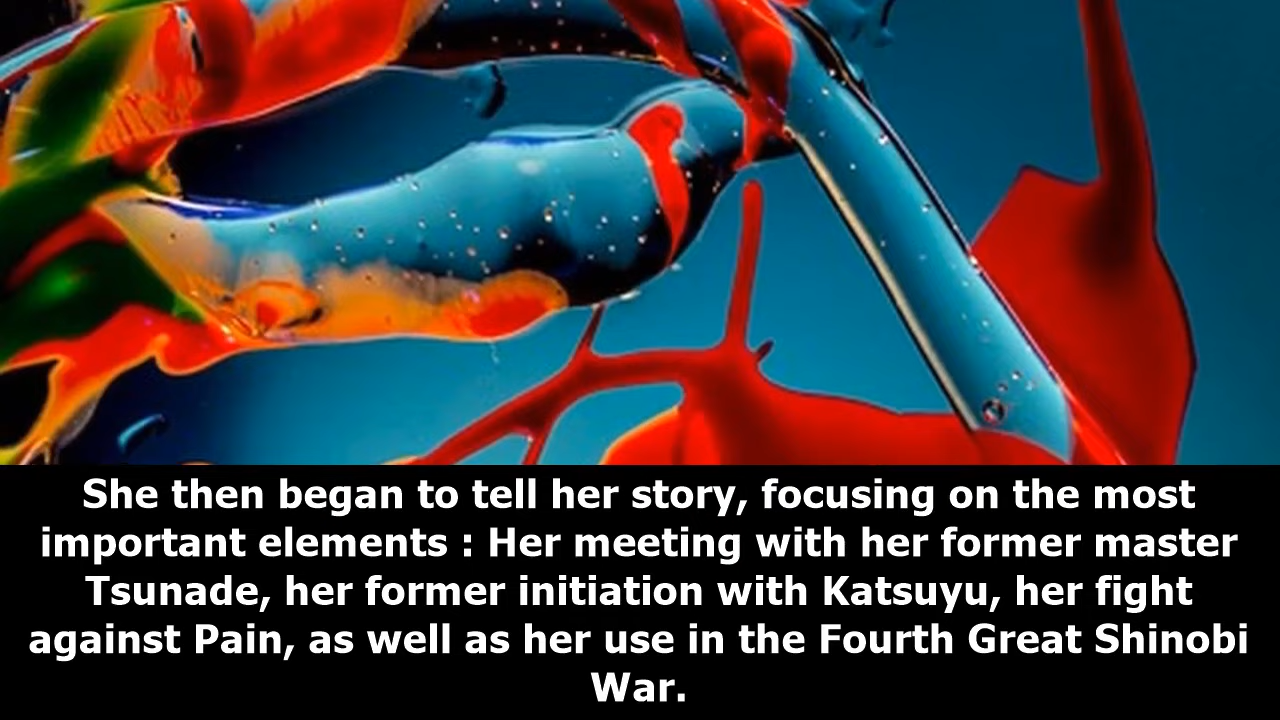 She then began to tell her story, focusing on the most
important elements : Her meeting with her former master
Tsunade, her former initiation with Katsuyu, her fight
against Pain, as well as her use in the Fourth Great Shinobi
War.